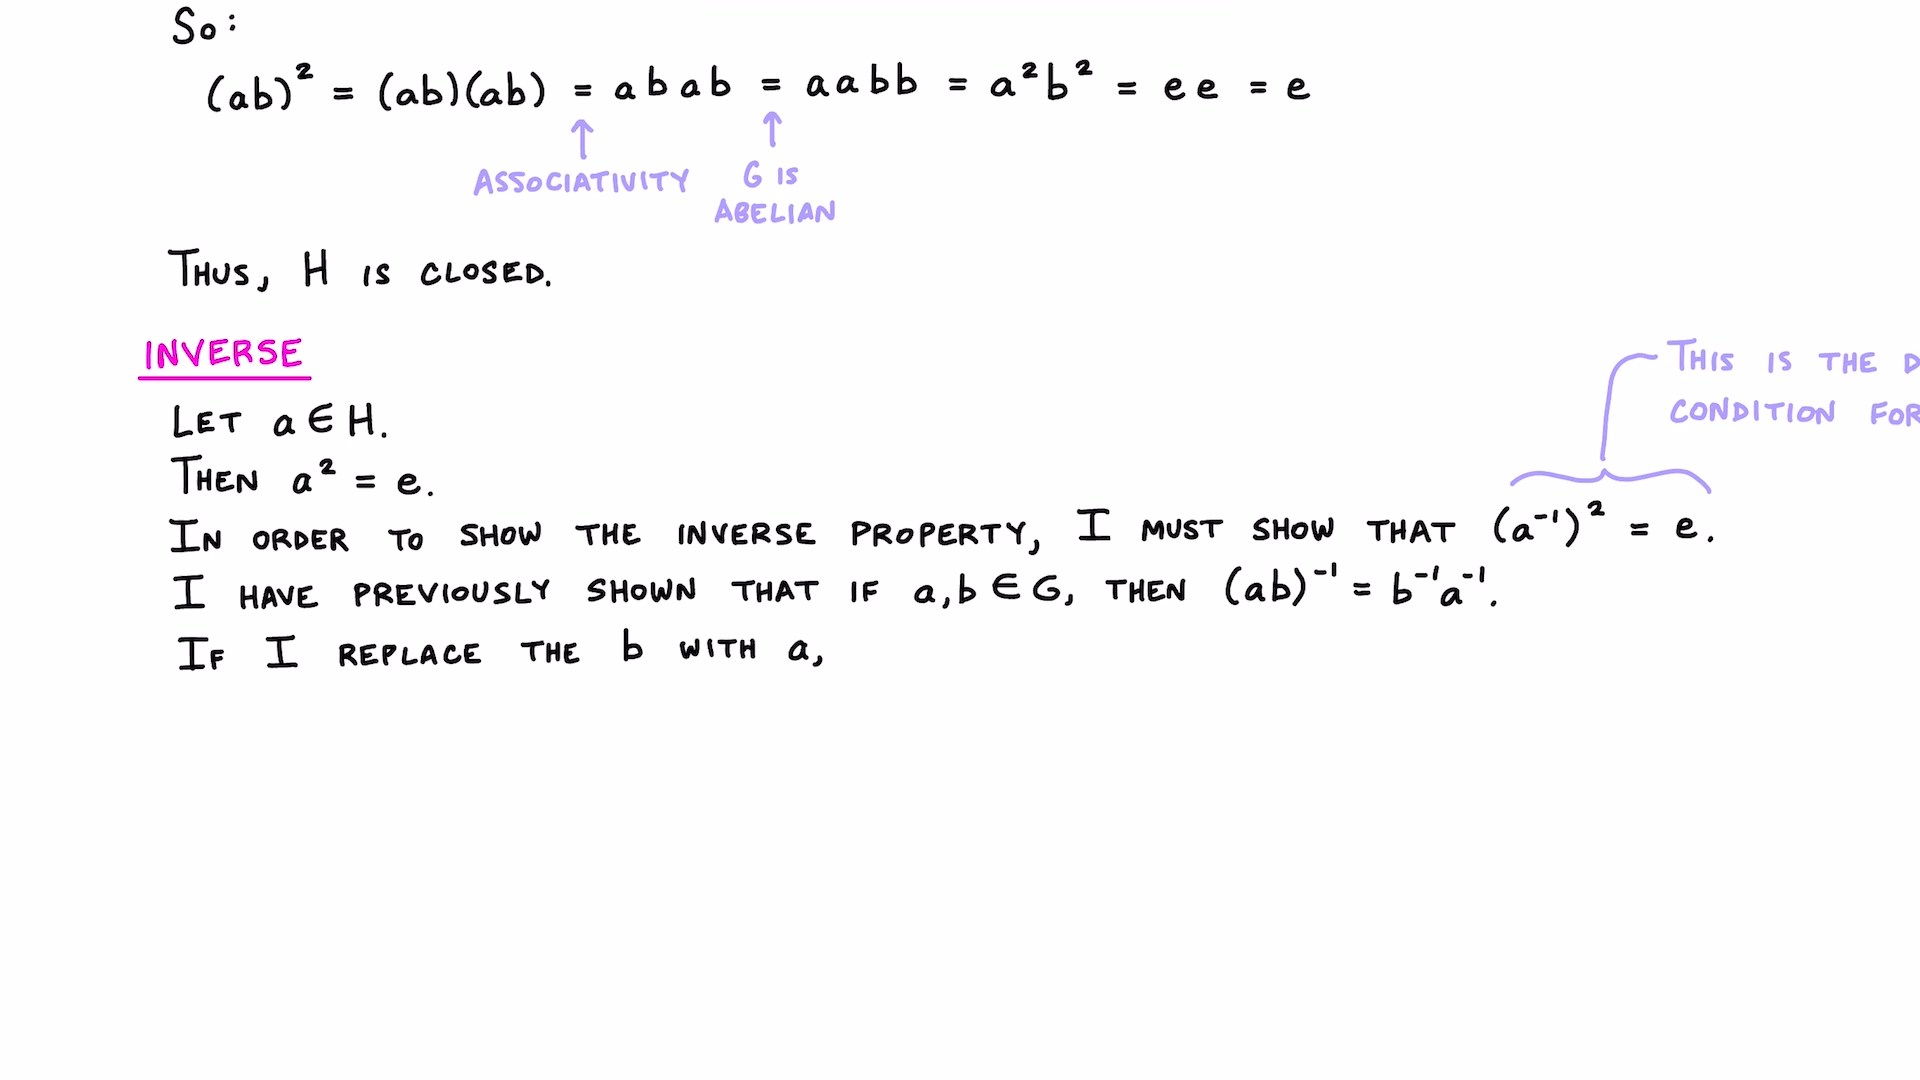 So:
(ab)² = (ab)(ab) = abab = aabb = a²b² = ee = e
↑ ↑
ASSOCIATIVITY G IS
ABELIAN
THUS, H IS CLOSED.
INVERSE
THIS IS THE
CONDITION FOR
LET a ∈ H.
THEN a² = e.
IN ORDER TO SHOW THE INVERSE PROPERTY, I MUST SHOW THAT (a⁻¹)² = e.
I HAVE PREVIOUSLY SHOWN THAT IF a,b ∈ G, THEN (ab)⁻¹ = b⁻¹a⁻¹.
IF I REPLACE THE b WITH a,